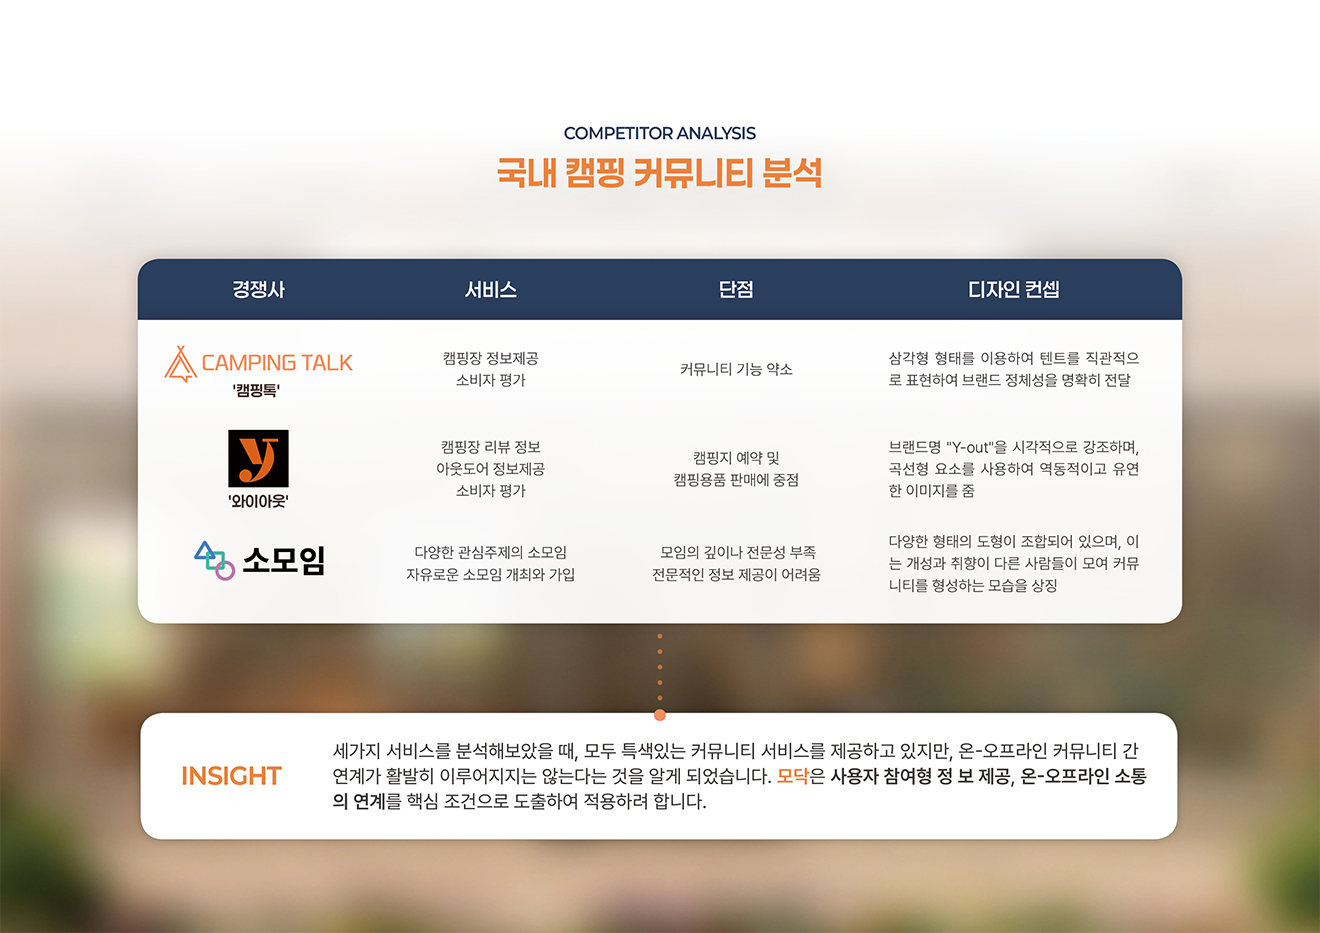 COMPETITOR ANALYSIS
국내 캠핑 커뮤니티 분석
경쟁사 서비스 단점 디자인 컨셉
CAMPING TALK
'캠핑톡'
캠핑장 정보제공
소비자 평가
커뮤니티 기능 약소
삼각형 형태를 이용하여 텐트를 직관적으
로 표현하여 브랜드 정체성을 명확히 전달
y
'와이아웃'
캠핑장 리뷰 정보
아웃도어 정보제공
소비자 평가
캠핑지 예약 및
캠핑용품 판매에 중점
브랜드명 "Y-out"을 시각적으로 강조하며,
곡선형 요소를 사용하여 역동적이고 유연
한 이미지를 줌
소모임
다양한 관심주제의 소모임
자유로운 소모임 개최와 가입
모임의 깊이나 전문성 부족
전문적인 정보 제공이 어려움
다양한 형태의 도형이 조합되어 있으며, 이
는 개성과 취향이 다른 사람들이 모여 커뮤
니티를 형성하는 모습을 상징
INSIGHT
세가지 서비스를 분석해보았을 때, 모두 특색있는 커뮤니티 서비스를 제공하고 있지만, 온-오프라인 커뮤니티 간
연계가 활발히 이루어지지는 않는다는 것을 알게 되었습니다. 모닥은 사용자 참여형 정 보 제공, 온-오프라인 소통
의 연계를 핵심 조건으로 도출하여 적용하려 합니다.